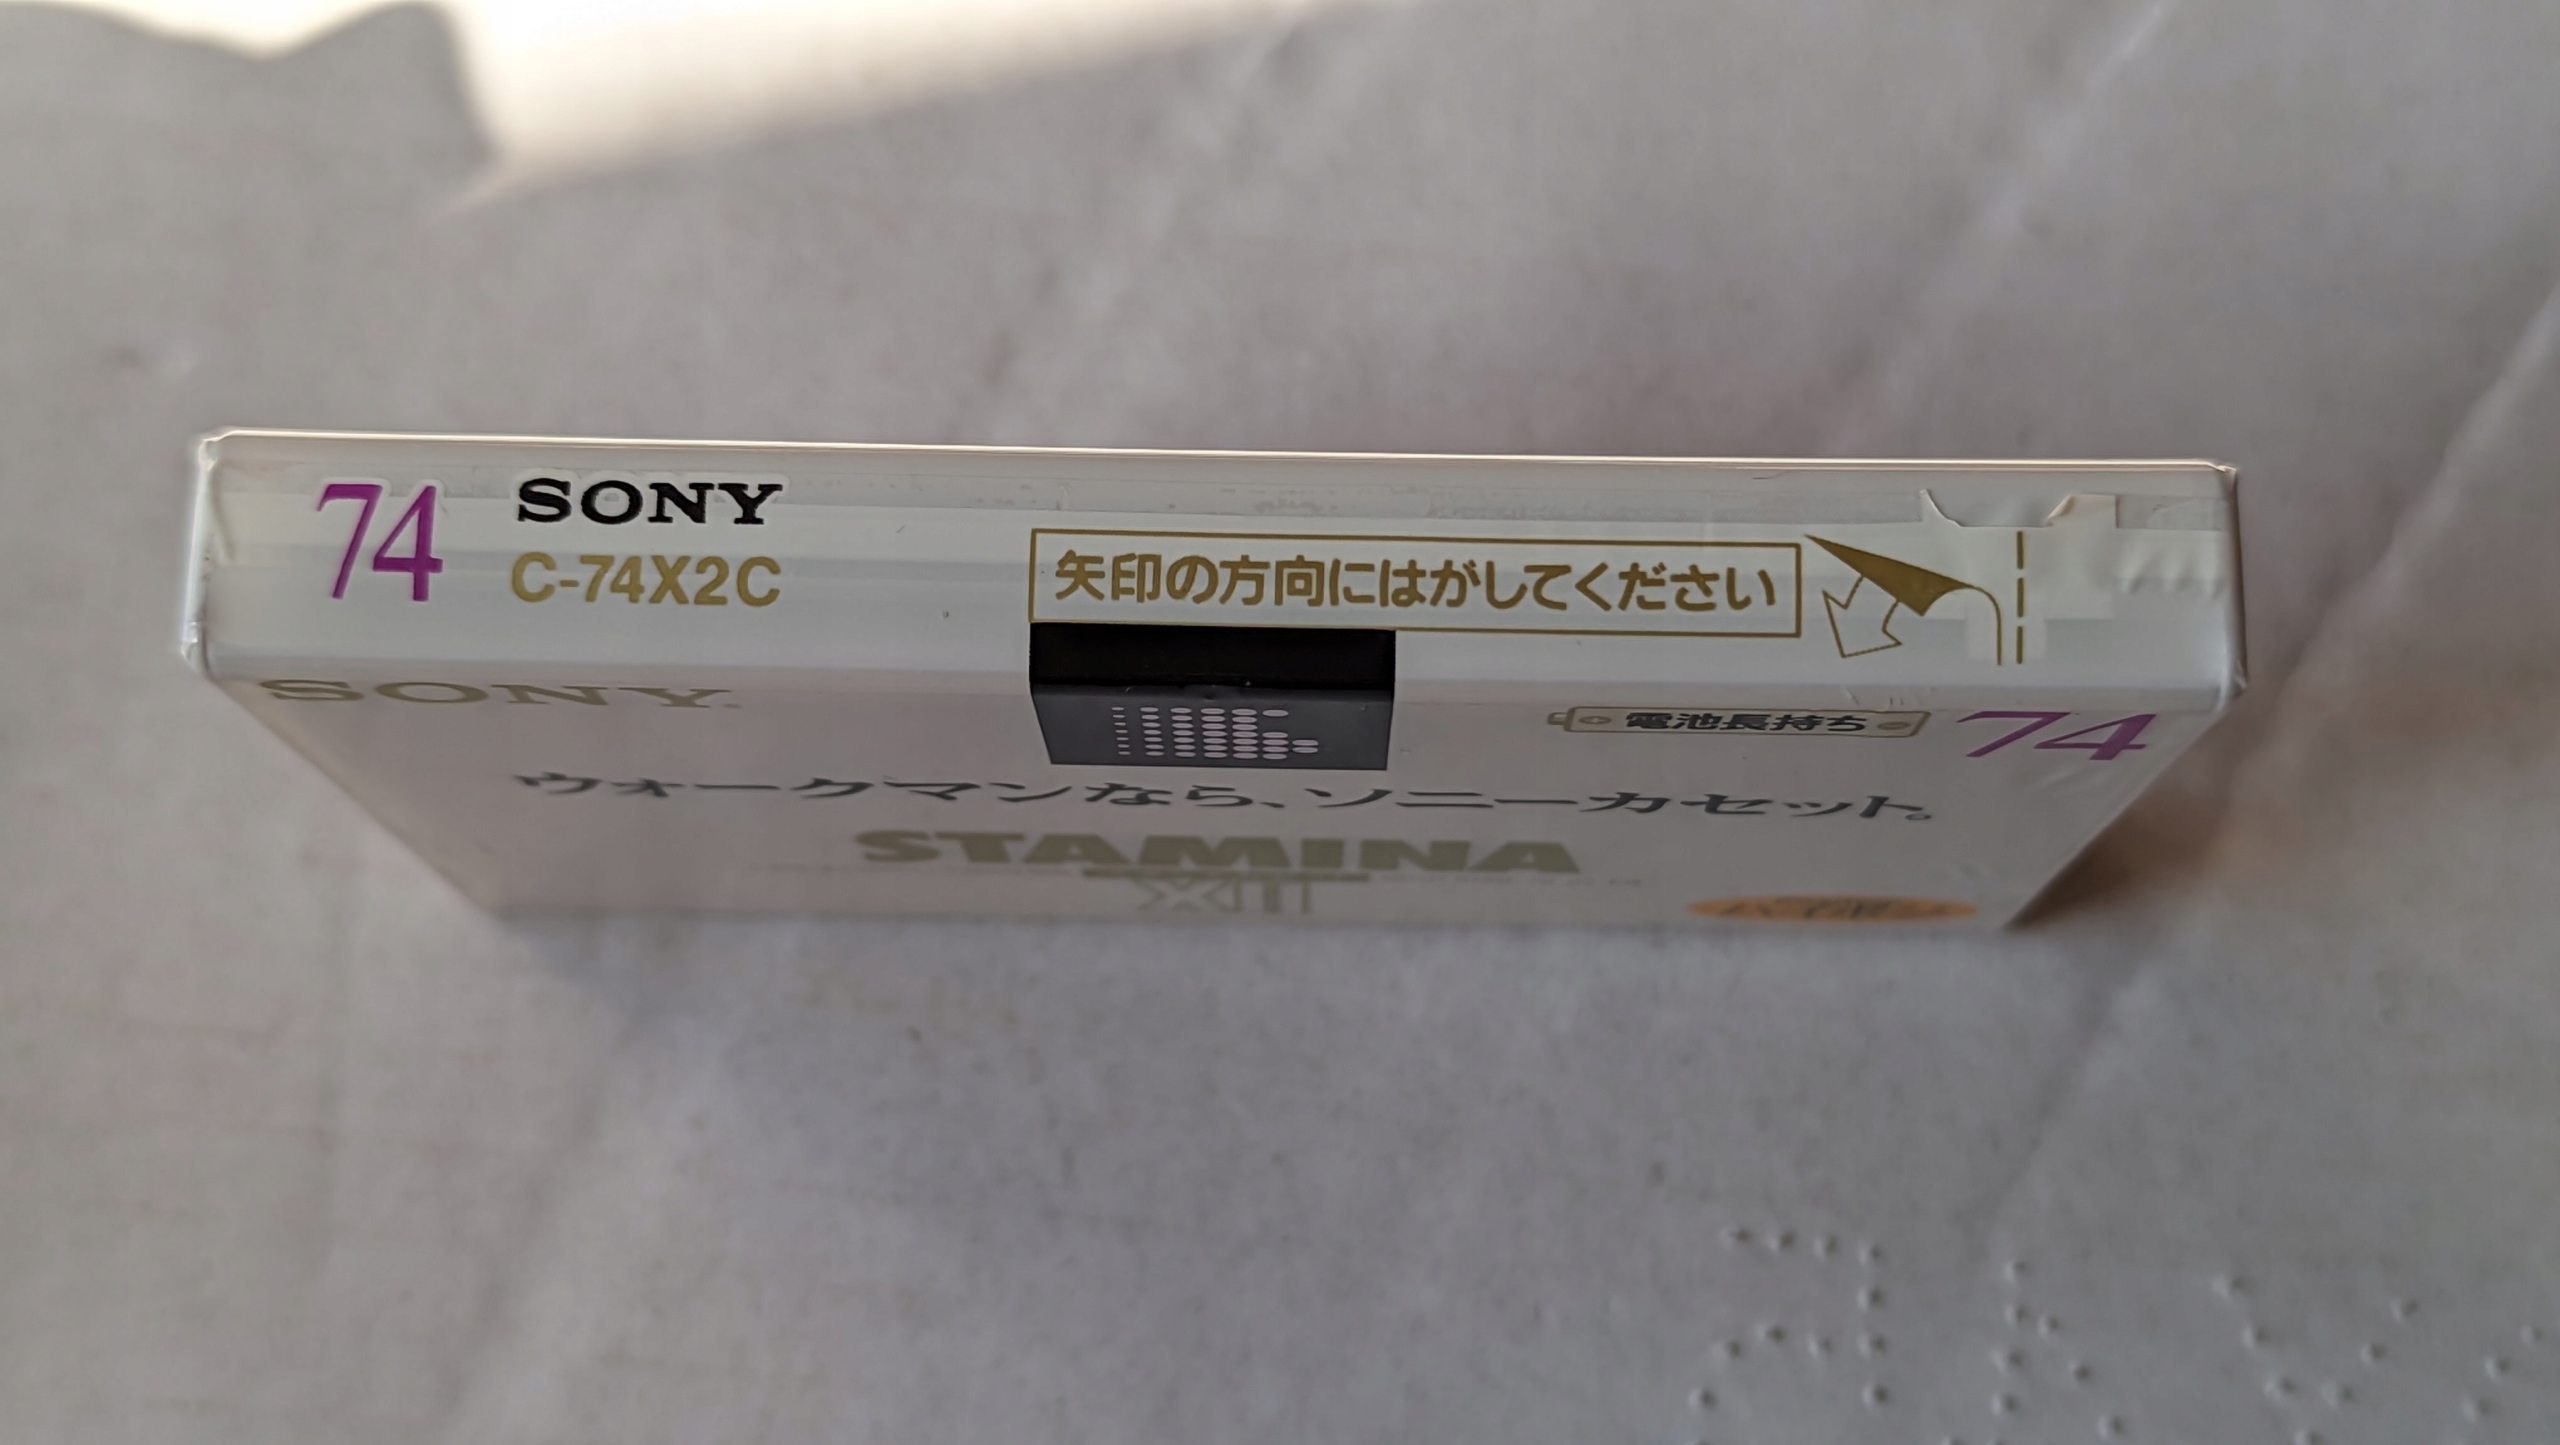 74
SONY
C-74X2C
矢印の方向にはがしてください
SONY
電池長持ち
74
ウォークマンなら、ソニーカセット。
STAMINA
XII